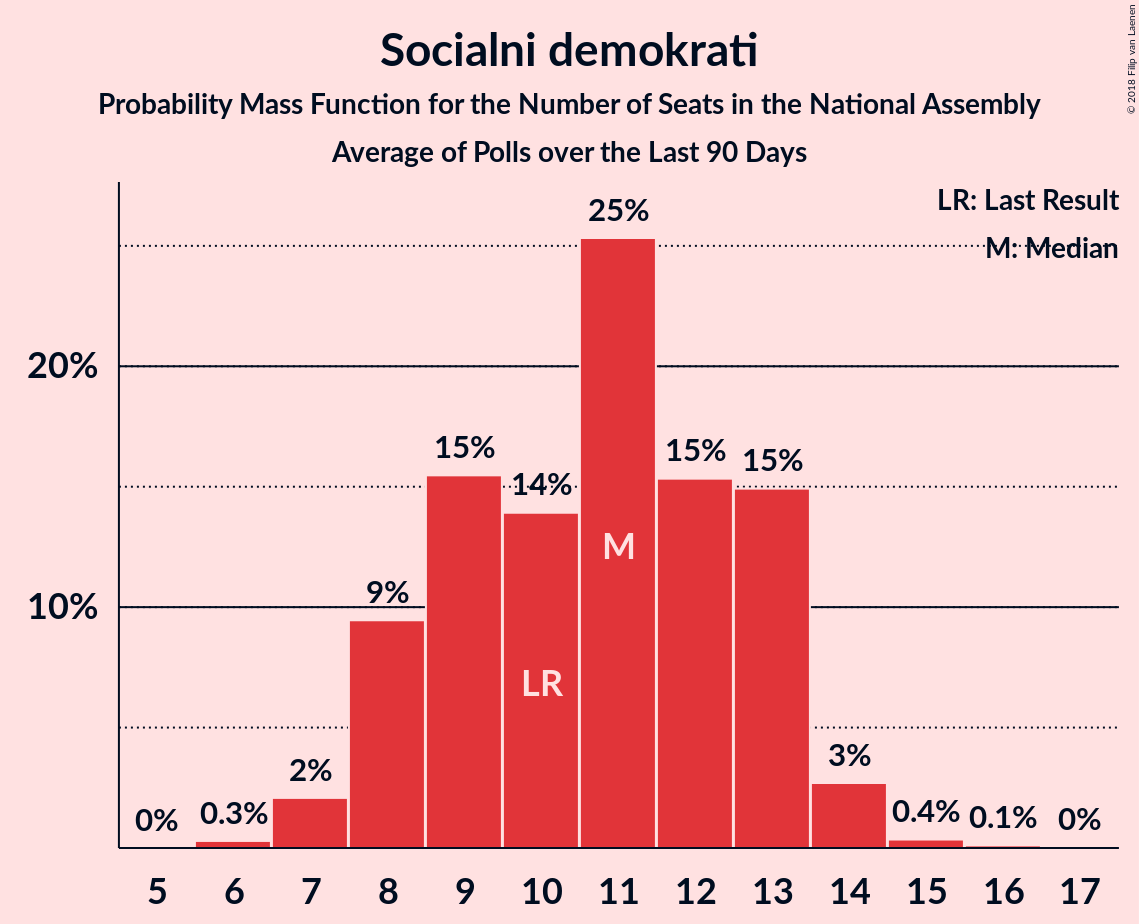 Socialni demokrati
Probability Mass Function for the Number of Seats in the National Assembly
Average of Polls over the Last 90 Days
© 2018 Filip van Laenen
LR: Last Result
M: Median
25%
20%
15%
14%
15%
15%
M
10%
9%
LR
2%
3%
0%
0.3%
0.4%
0.1%
0%
5 6 7 8 9 10 11 12 13 14 15 16 17